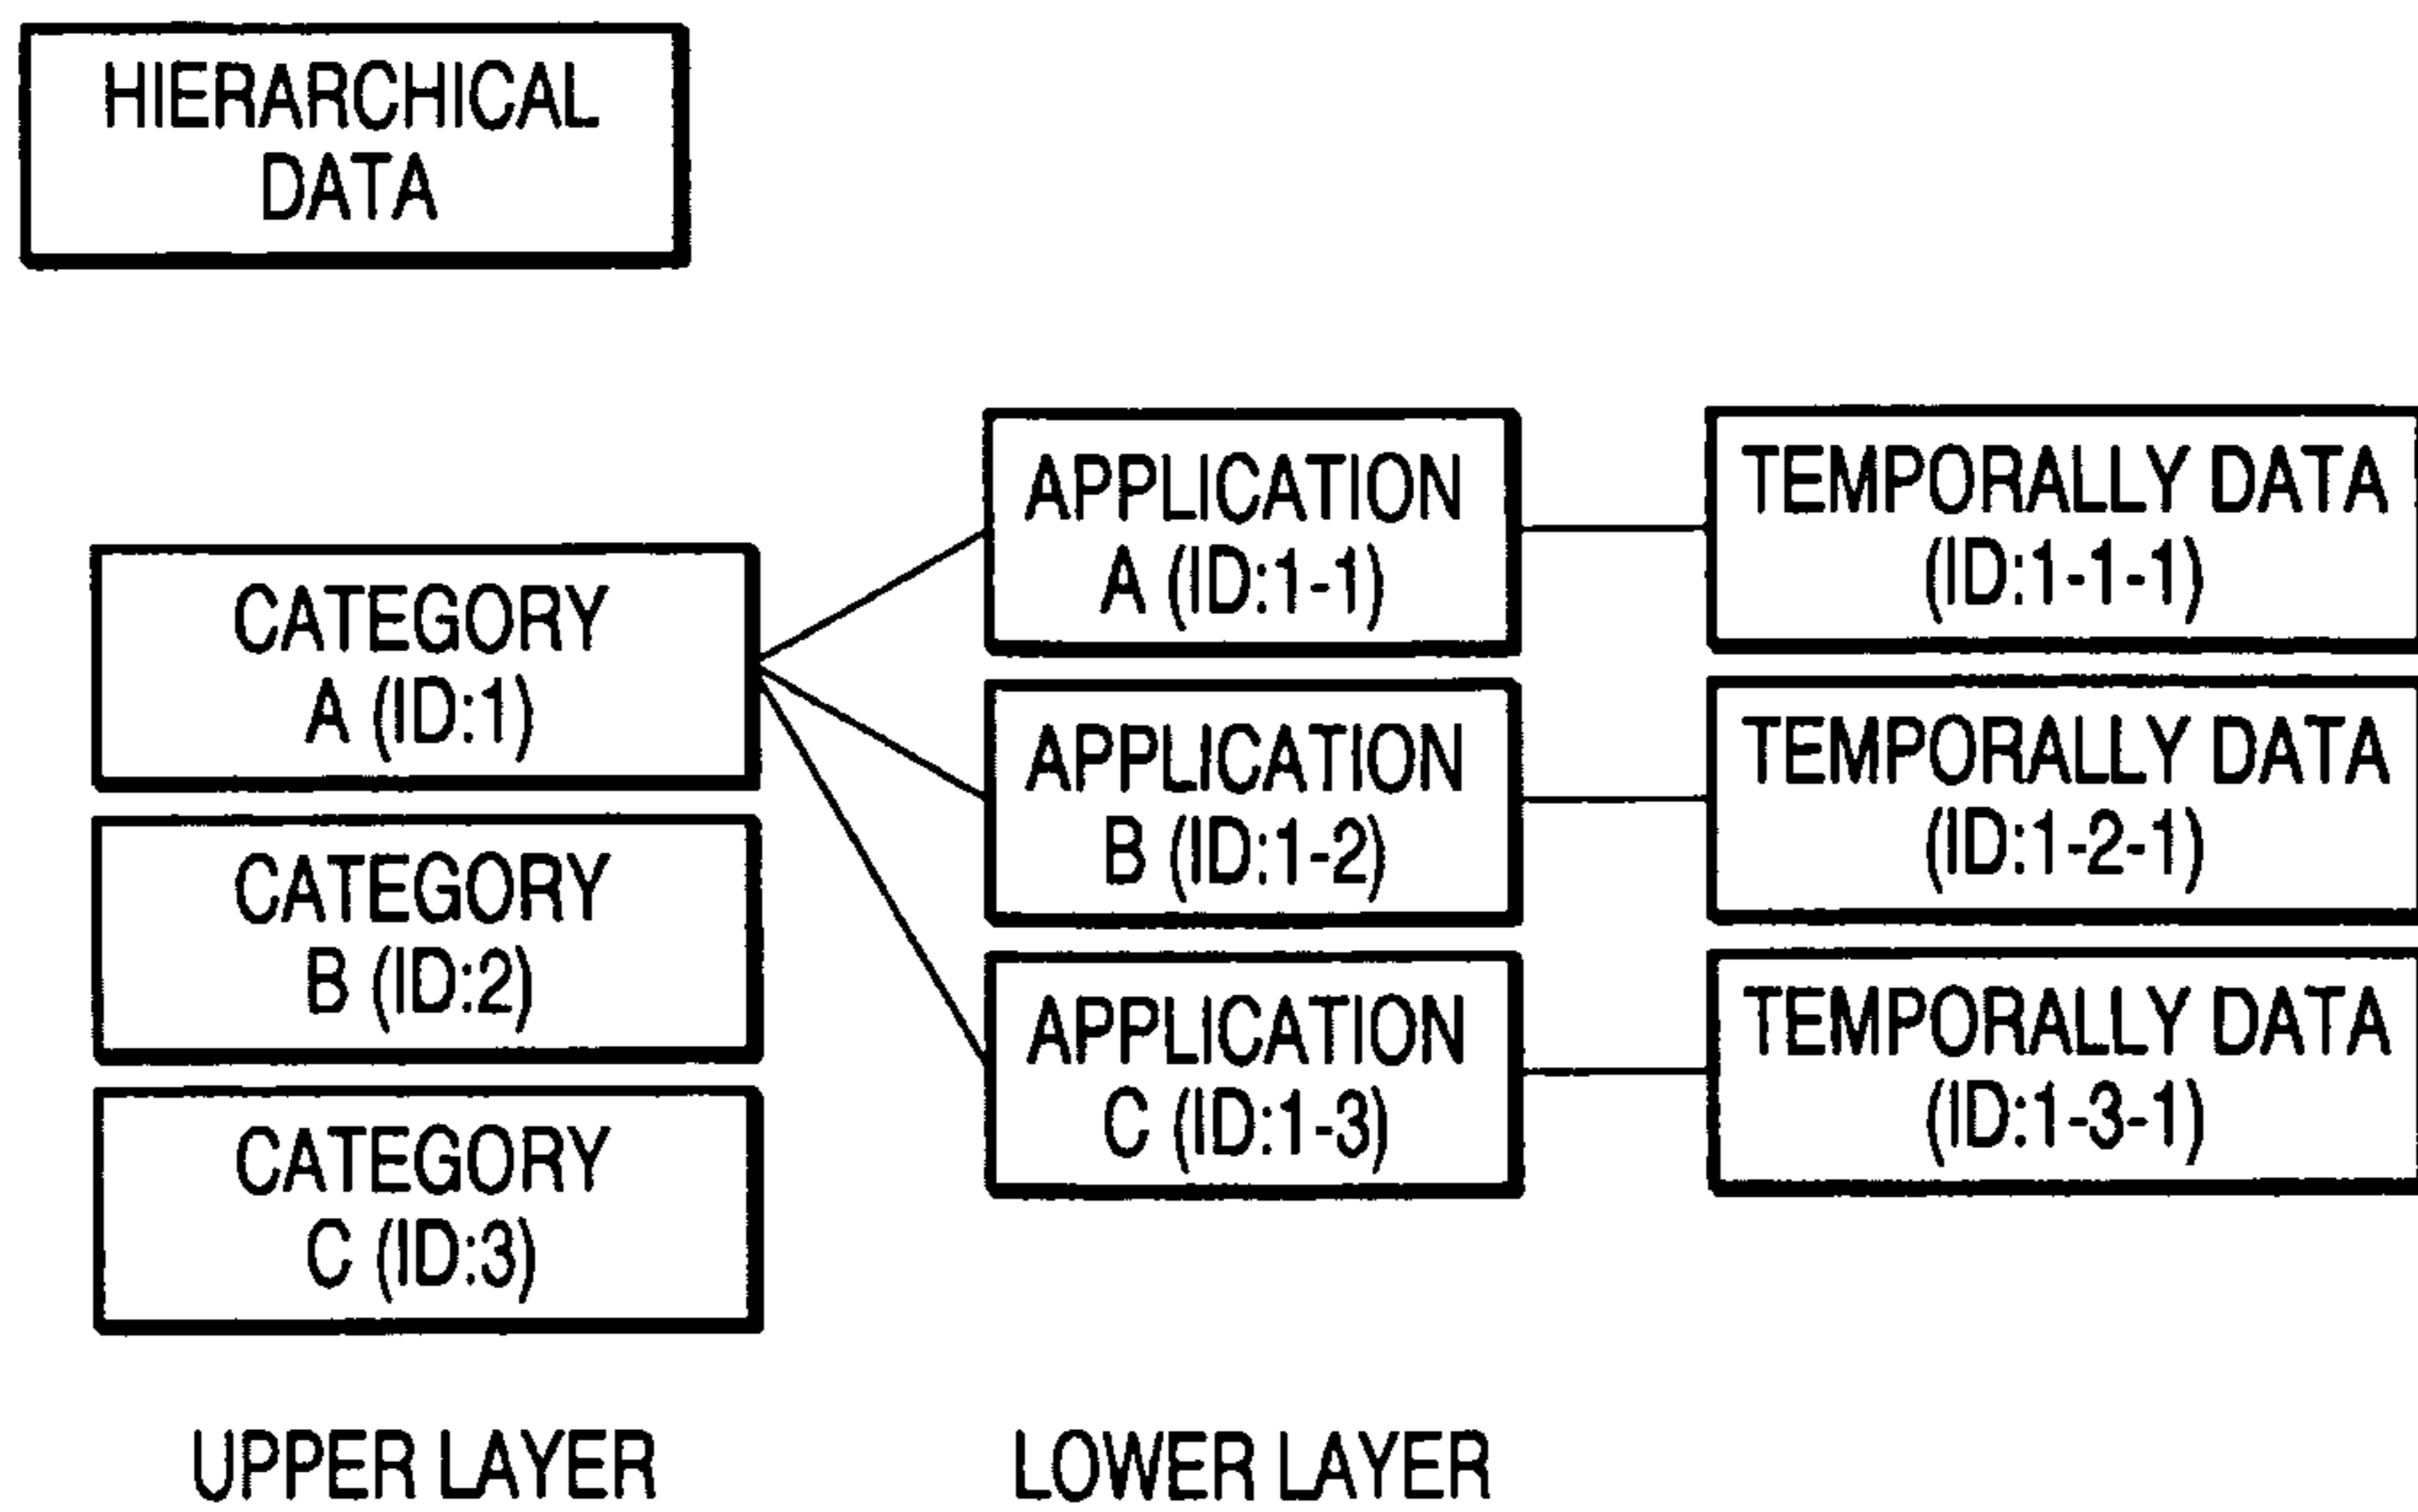 HIERARCHICAL
DATA
CATEGORY
A (ID:1)
CATEGORY
B (ID:2)
CATEGORY
C (ID:3)
UPPER LAYER
APPLICATION
A (ID:1-1)
APPLICATION
B (ID:1-2)
APPLICATION
C (ID:1-3)
LOWER LAYER
TEMPORALLY DATA
(ID:1-1-1)
TEMPORALLY DATA
(ID:1-2-1)
TEMPORALLY DATA
(ID:1-3-1)